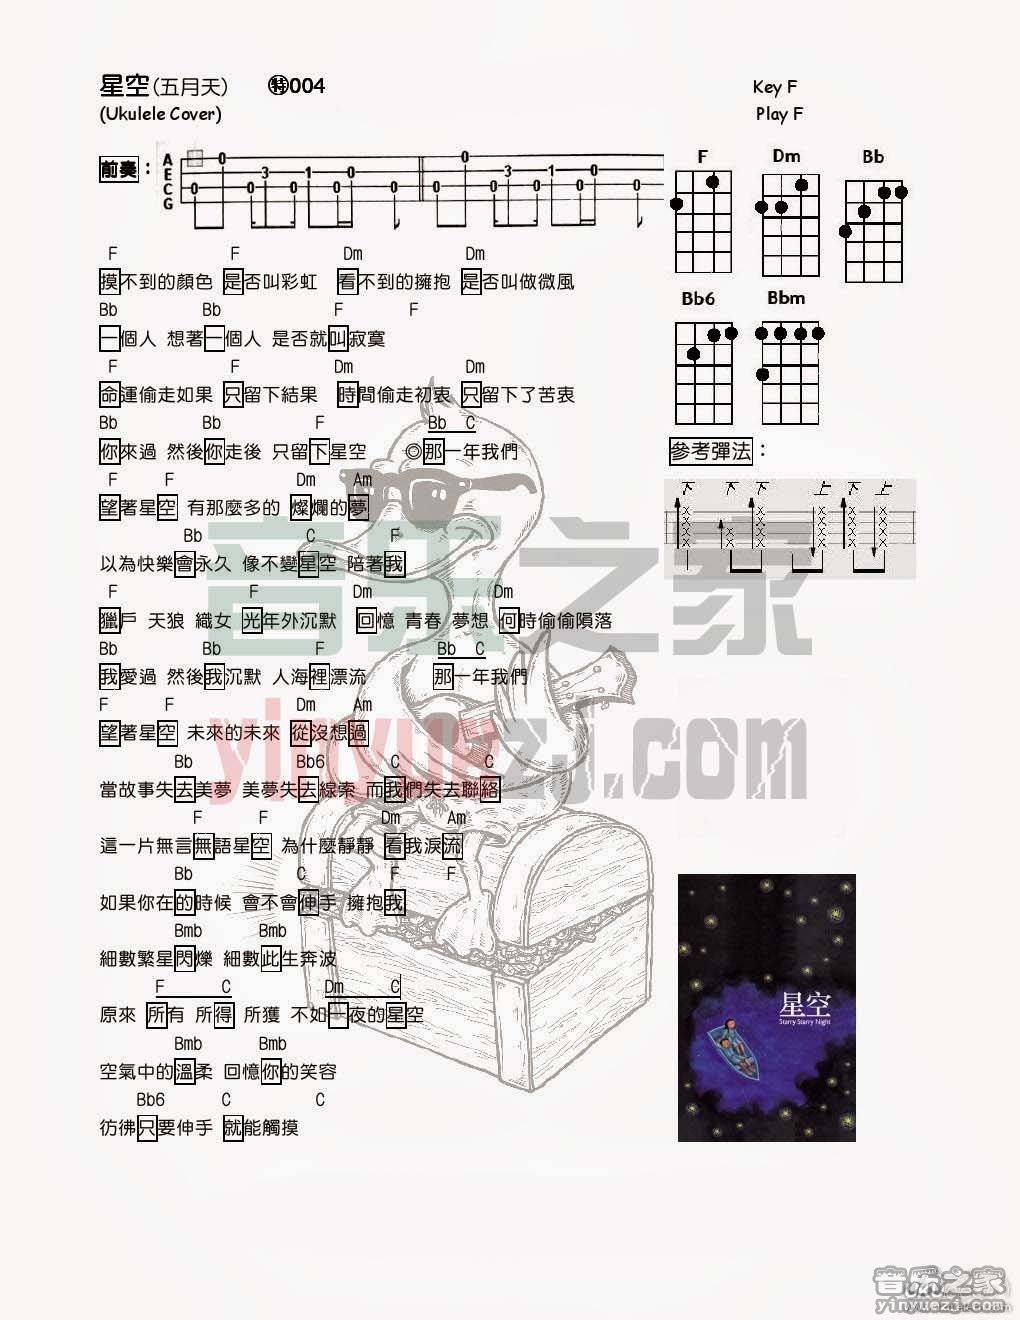 星空(五月天) ㊕004
(Ukulele Cover)
Key F
Play F
前奏：
A
E
C
G
0 0 3 0 1 0 0 0 0 3 0 1 0 0
F Dm Bb
Bb6 Bbm
參考彈法：
下 下 下 上 下 上
F F Dm Dm
摸不到的顏色 是否叫彩虹 看不到的擁抱 是否叫做微風
Bb Bb F F
一個人 想著一個人 是否就叫寂寞
F F Dm Dm
命運偷走如果 只留下結果 時間偷走初衷 只留下了苦衷
Bb Bb F Bb C
你來過 然後你走後 只留下星空 ◎那一年我們
F F Dm Am
望著星空 有那麼多的 燦爛的夢
Bb C F
以為快樂會永久 像不變星空 陪著我
F F Dm Dm
獵戶 天狼 織女 光年外沉默 回憶 青春 夢想 何時偷偷隕落
Bb Bb F Bb C
我愛過 然後我沉默 人海裡漂流 那一年我們
F F Dm Am
望著星空 未來的未來 從沒想過
Bb Bb6 C C
當故事失去美夢 美夢失去線索 而我們失去聯絡
F F Dm Am
這一片無言無語星空 為什麼靜靜 看我淚流
Bb C F F
如果你在的時候 會不會伸手 擁抱我
Bmb Bmb
細數繁星閃爍 細數此生奔波
F C Dm C
原來 所有 所得 所獲 不如一夜的星空
Bmb Bmb
空氣中的溫柔 回憶你的笑容
Bb6 C C
彷彿只要伸手 就能觸摸
音乐之家
yinyuezj.com
星空
Starry Starry Night
音乐之家
yinyuezj.com